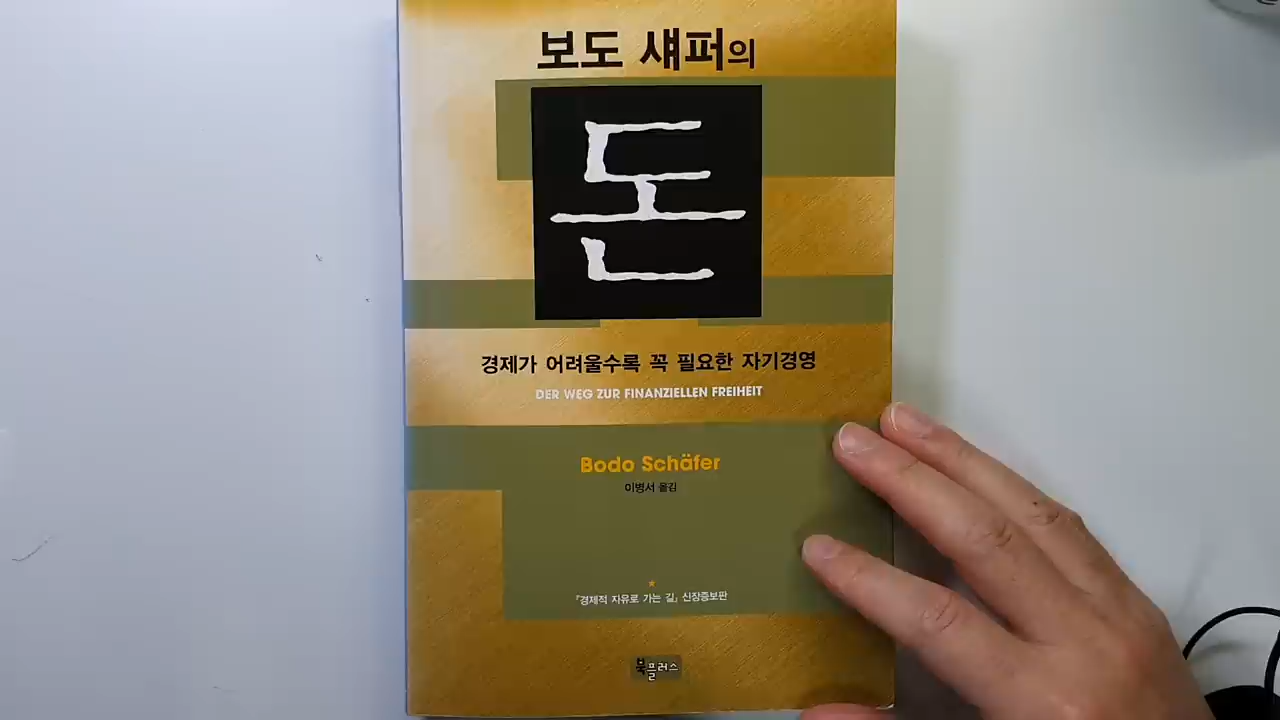 보도 섀퍼의
돈
경제가 어려울수록 꼭 필요한 자기경영
DER WEG ZUR FINANZIELLEN FREIHEIT
Bodo Schäfer
이병서 옮김
『경제적 자유로 가는 길』 신장증보판
북플러스